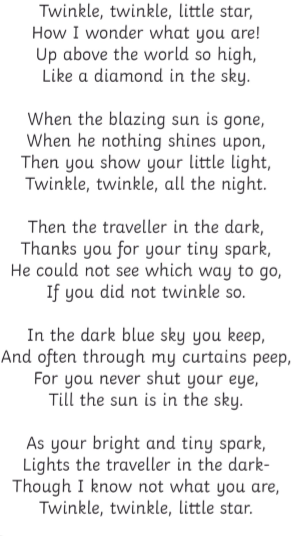 Twinkle, twinkle, little star,
How I wonder what you are!
Up above the world so high,
Like a diamond in the sky.

When the blazing sun is gone,
When he nothing shines upon,
Then you show your little light,
Twinkle, twinkle, all the night.

Then the traveller in the dark,
Thanks you for your tiny spark,
He could not see which way to go,
If you did not twinkle so.

In the dark blue sky you keep,
And often through my curtains peep,
For you never shut your eye,
Till the sun is in the sky.

As your bright and tiny spark,
Lights the traveller in the dark-
Though I know not what you are,
Twinkle, twinkle, little star.